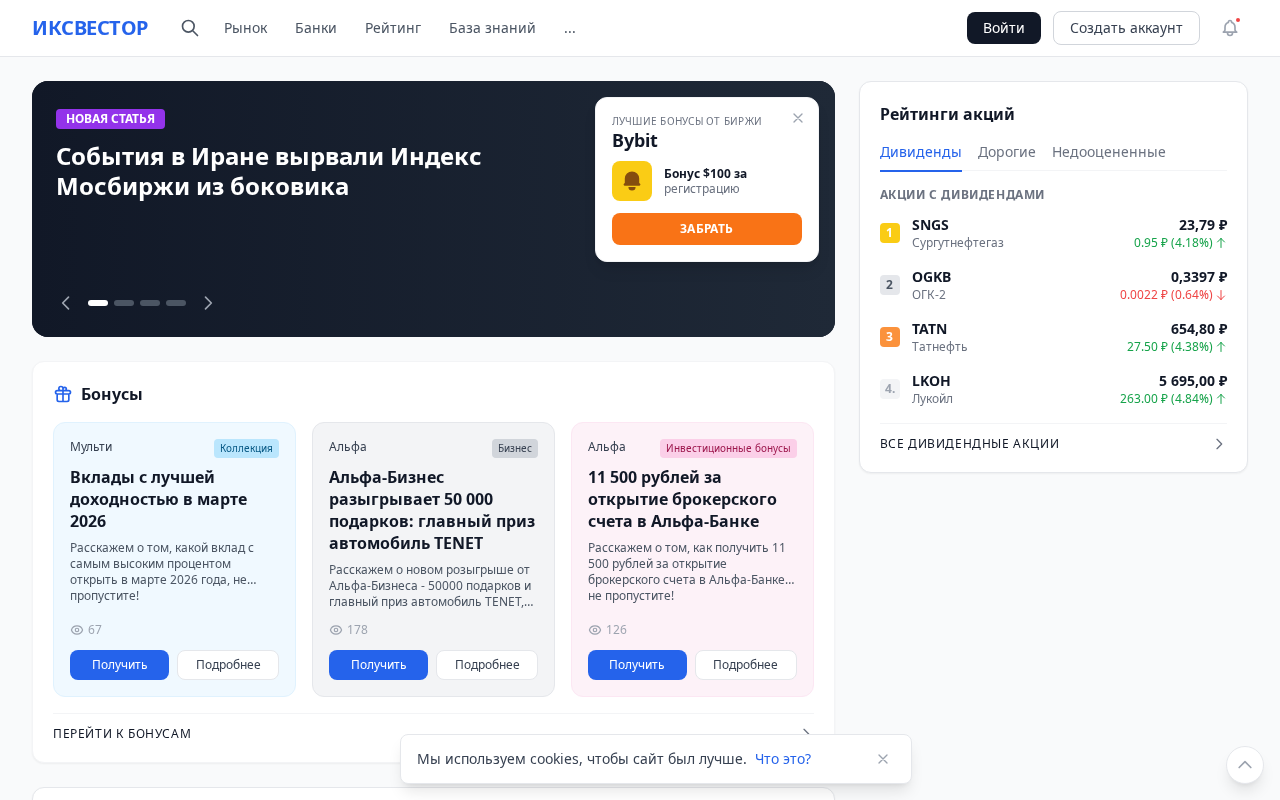 ИКСВЕСТОР
Рынок
Банки
Рейтинг
База знаний
...
Войти
Создать аккаунт
НОВАЯ СТАТЬЯ
События в Иране вырвали Индекс
Мосбиржи из боковика
ЛУЧШИЕ БОНУСЫ ОТ БИРЖИ
Bybit
Бонус $100 за
регистрацию
ЗАБРАТЬ
Бонусы
Мульти
Коллекция
Вклады с лучшей
доходностью в марте
2026
Расскажем о том, какой вклад с
самым высоким процентом
открыть в марте 2026 года, не...
пропустите!
67
Получить
Подробнее
Альфа
Бизнес
Альфа-Бизнес
разыгрывает 50 000
подарков: главный приз
автомобиль TENET
Расскажем о новом розыгрыше от
Альфа-Бизнеса - 50000 подарков и
главный приз автомобиль TENET,...
178
Получить
Подробнее
Альфа
Инвестиционные бонусы
11 500 рублей за
открытие брокерского
счета в Альфа-Банке
Расскажем о том, как получить 11
500 рублей за открытие
брокерского счета в Альфа-Банке...
не пропустите!
126
Получить
Подробнее
ПЕРЕЙТИ К БОНУСАМ
Рейтинги акций
Дивиденды
Дорогие
Недооцененные
АКЦИИ С ДИВИДЕНДАМИ
1 SNGS 23,79 ₽
Сургутнефтегаз 0.95 ₽ (4.18%) ↑
2 OGKB 0,3397 ₽
ОГК-2 0.0022 ₽ (0.64%) ↓
3 TATN 654,80 ₽
Татнефть 27.50 ₽ (4.38%) ↑
4. LKOH 5 695,00 ₽
Лукойл 263.00 ₽ (4.84%) ↑
ВСЕ ДИВИДЕНДНЫЕ АКЦИИ
Мы используем cookies, чтобы сайт был лучше. Что это?